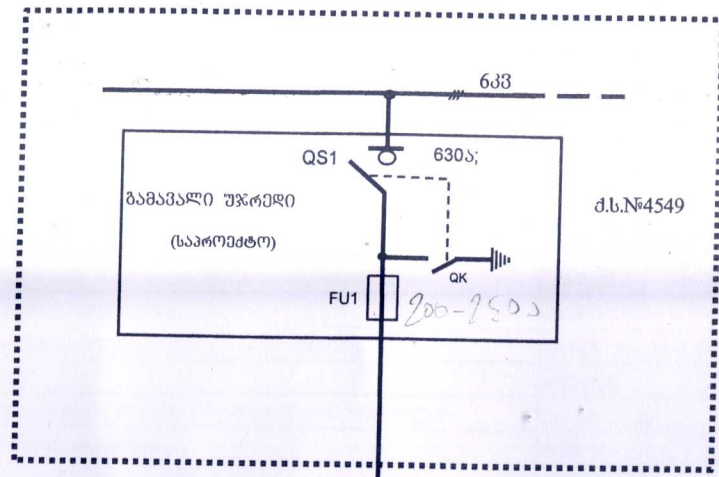 6კვ
QS1 630ა;
გამავალი უჯრედი
(საპროექტო)
ქ.ს.№4549
QK
FU1 200-250ა